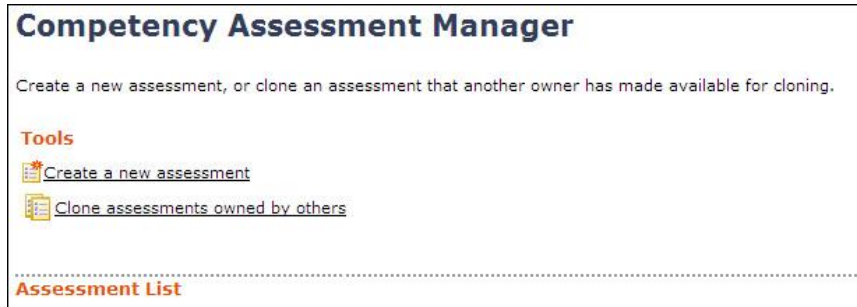 Competency Assessment Manager
Create a new assessment, or clone an assessment that another owner has made available for cloning.
Tools
Create a new assessment
Clone assessments owned by others
Assessment List